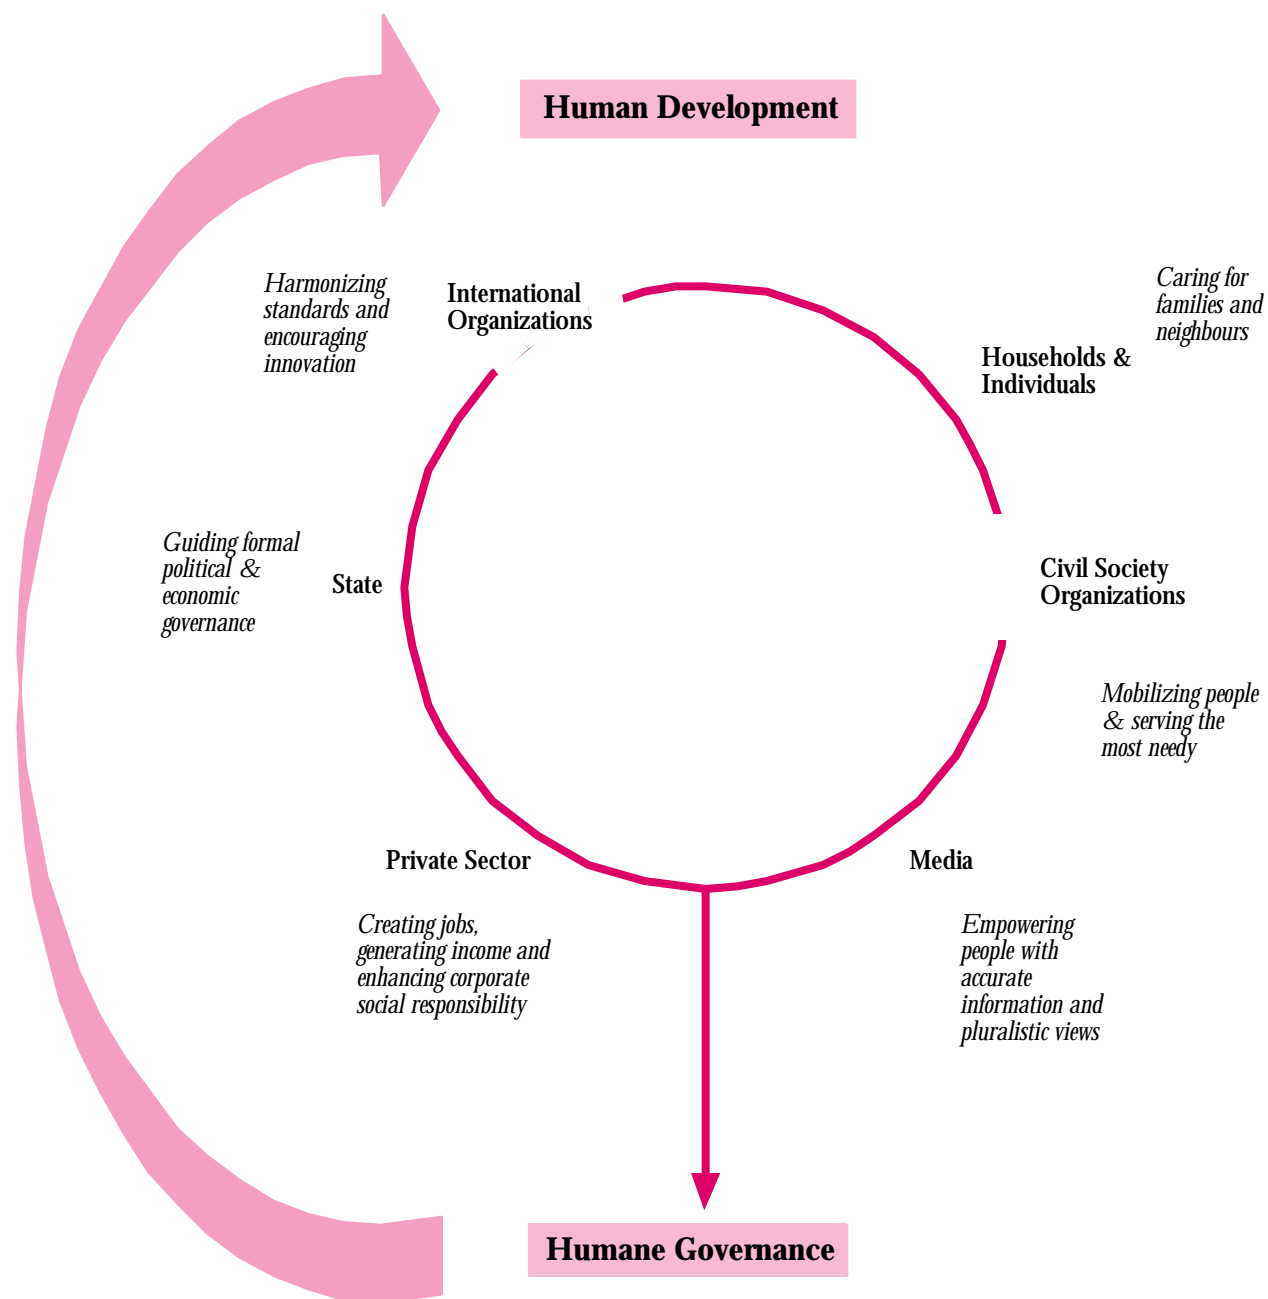 Human Development
Harmonizing
standards and
encouraging
innovation
International
Organizations
Caring for
families and
neighbours
Households &
Individuals
Guiding formal
political &
economic
governance
State
Civil Society
Organizations
Mobilizing people
& serving the
most needy
Private Sector
Media
Creating jobs,
generating income and
enhancing corporate
social responsibility
Empowering
people with
accurate
information and
pluralistic views
Humane Governance